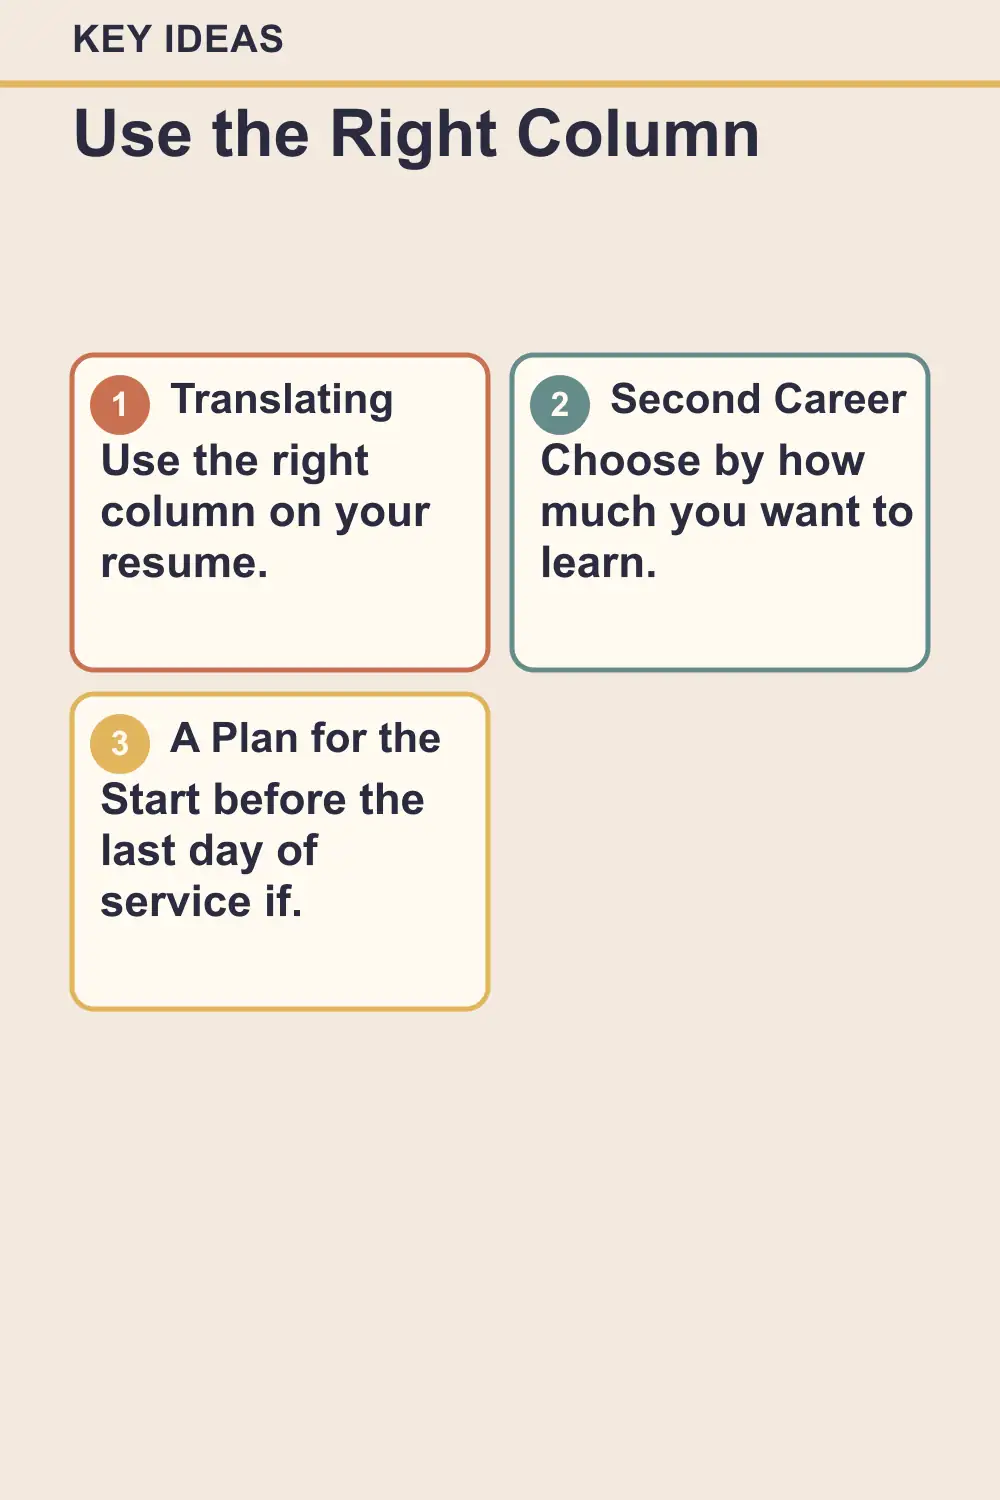 KEY IDEAS
Use the Right Column
1 Translating
Use the right
column on your
resume.
2 Second Career
Choose by how
much you want to
learn.
3 A Plan for the
Start before the
last day of
service if.